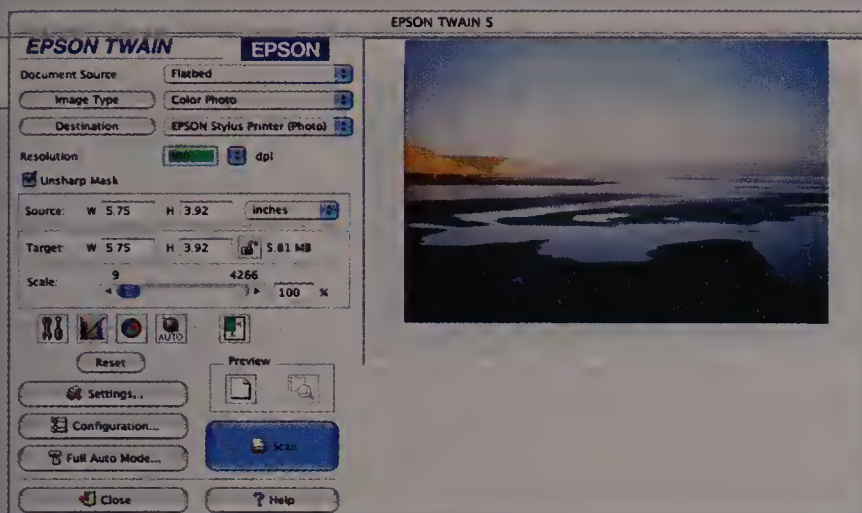 EPSON TWAIN 5
EPSON TWAIN EPSON
Document Source Flatbed
Image Type Color Photo
Destination EPSON Stylus Printer (Photo)
Resolution dpi
Unsharp Mask
Source: W 5.75 H 3.92 inches
Target W 5.75 H 3.92 5.81 MB
9 4266
Scale: 100 %
AUTO
Reset Preview
Settings...
Configuration...
Scan
Full Auto Mode...
Close ? Help